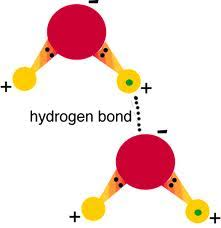 -
+ +
hydrogen bond
-
+ +